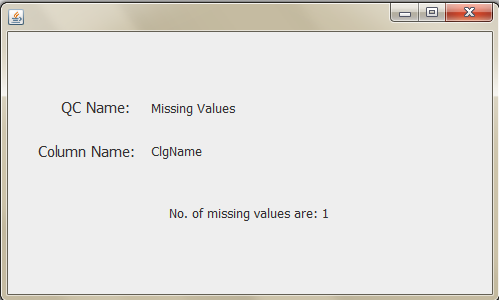 QC Name: Missing Values
Column Name: ClgName
No. of missing values are: 1